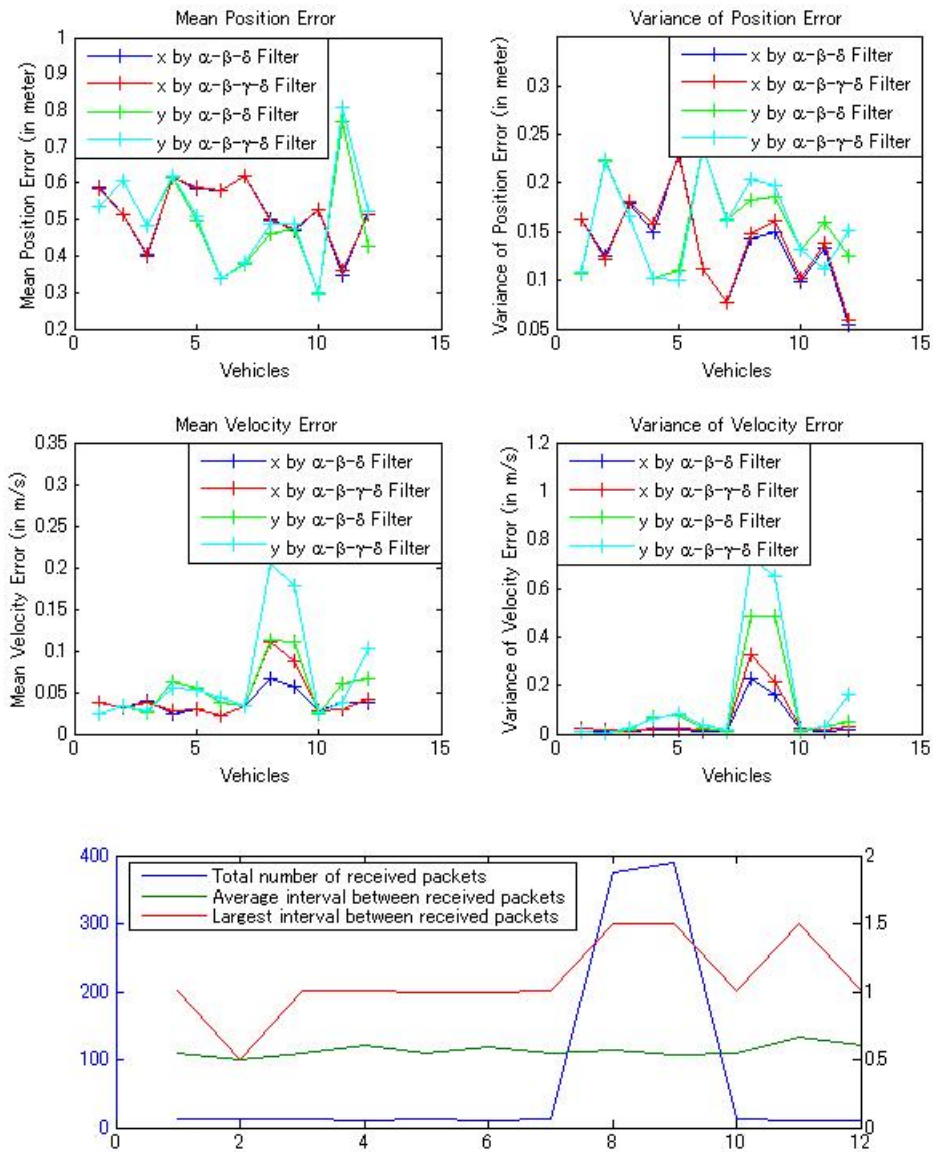 Mean Position Error
Mean Position Error (in meter)
1
0.9
0.8
0.7
0.6
0.5
0.4
0.3
0.2
x by α-β-δ Filter
x by α-β-γ-δ Filter
y by α-β-δ Filter
y by α-β-γ-δ Filter
0
5
10
15
Vehicles
Variance of Position Error
Variance of Position Error (in meter)
0.3
0.25
0.2
0.15
0.1
0.05
x by α-β-δ Filter
x by α-β-γ-δ Filter
y by α-β-δ Filter
y by α-β-γ-δ Filter
0
5
10
15
Vehicles
Mean Velocity Error
Mean Velocity Error (in m/s)
0.35
0.3
0.25
0.2
0.15
0.1
0.05
0
x by α-β-δ Filter
x by α-β-γ-δ Filter
y by α-β-δ Filter
y by α-β-γ-δ Filter
0
5
10
15
Vehicles
Variance of Velocity Error
Variance of Velocity Error (in m/s)
1.2
1
0.8
0.6
0.4
0.2
0
x by α-β-δ Filter
x by α-β-γ-δ Filter
y by α-β-δ Filter
y by α-β-γ-δ Filter
0
5
10
15
Vehicles
400
300
200
100
0
Total number of received packets
Average interval between received packets
Largest interval between received packets
2
1.5
1
0.5
0
0
2
4
6
8
10
12